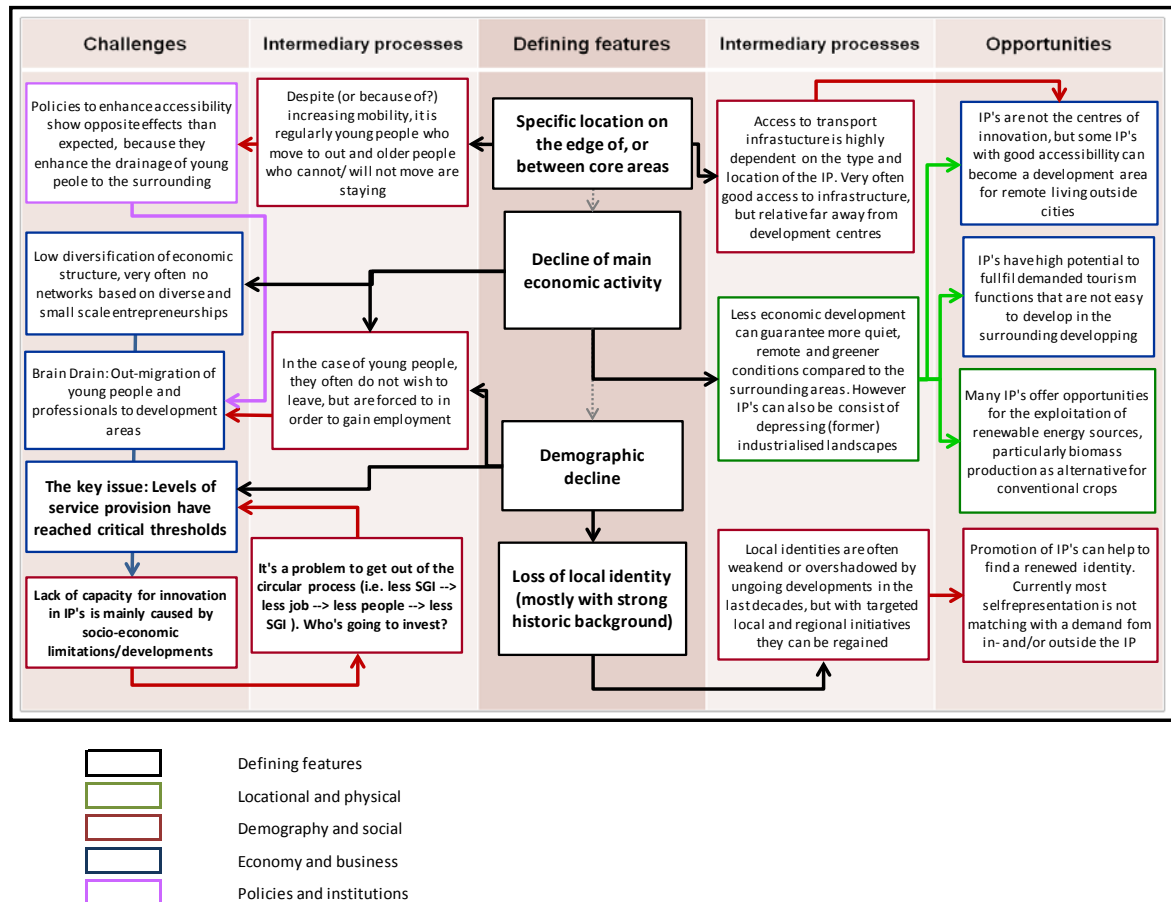 Challenges
Intermediary processes
Defining features
Intermediary processes
Opportunities
Policies to enhance accessibility
show opposite effects than
expected, because they
enhance the drainage of young
peole to the surrounding
Low diversification of economic
structure, very often no
networks based on diverse and
small scale entrepreneurships
Brain Drain: Out-migration of
young people and
professionals to development
areas
The key issue: Levels of
service provision have
reached critical thresholds
Lack of capacity for innovation
in IP's is mainly caused by
socio-economic
limitations/developments
Despite (or because of?)
increasing mobility, it is
regularly young people who
move to out and older people
who cannot/ will not move are
staying
In the case of young people,
they often do not wish to
leave, but are forced to in
order to gain employment
It's a problem to get out of the
circular process (i.e. less SGI -->
less job --> less people --> less
SGI ). Who's going to invest?
Specific location on
the edge of, or
between core areas
Decline of main
economic activity
Demographic
decline
Loss of local identity
(mostly with strong
historic background)
Access to transport
infrastucture is highly
dependent on the type and
location of the IP. Very often
good access to infrastructure,
but relative far away from
development centres
Less economic development
can guarantee more quiet,
remote and greener
conditions compared to the
surrounding areas. However
IP's can also be consist of
depressing (former)
industrialised landscapes
Local identities are often
weakend or overshadowed by
ungoing developments in the
last decades, but with targeted
local and regional initiatives
they can be regained
IP's are not the centres of
innovation, but some IP's
with good accessibillity can
become a development area
for remote living outside
cities
IP's have high potential to
fullfil demanded tourism
functions that are not easy
to develop in the
surrounding developping
Many IP's offer opportunities
for the exploitation of
renewable energy sources,
particularly biomass
production as alternative for
conventional crops
Promotion of IP's can help to
find a renewed identity.
Currently most
selfrepresentation is not
matching with a demand fom
in- and/or outside the IP
Defining features
Locational and physical
Demography and social
Economy and business
Policies and institutions